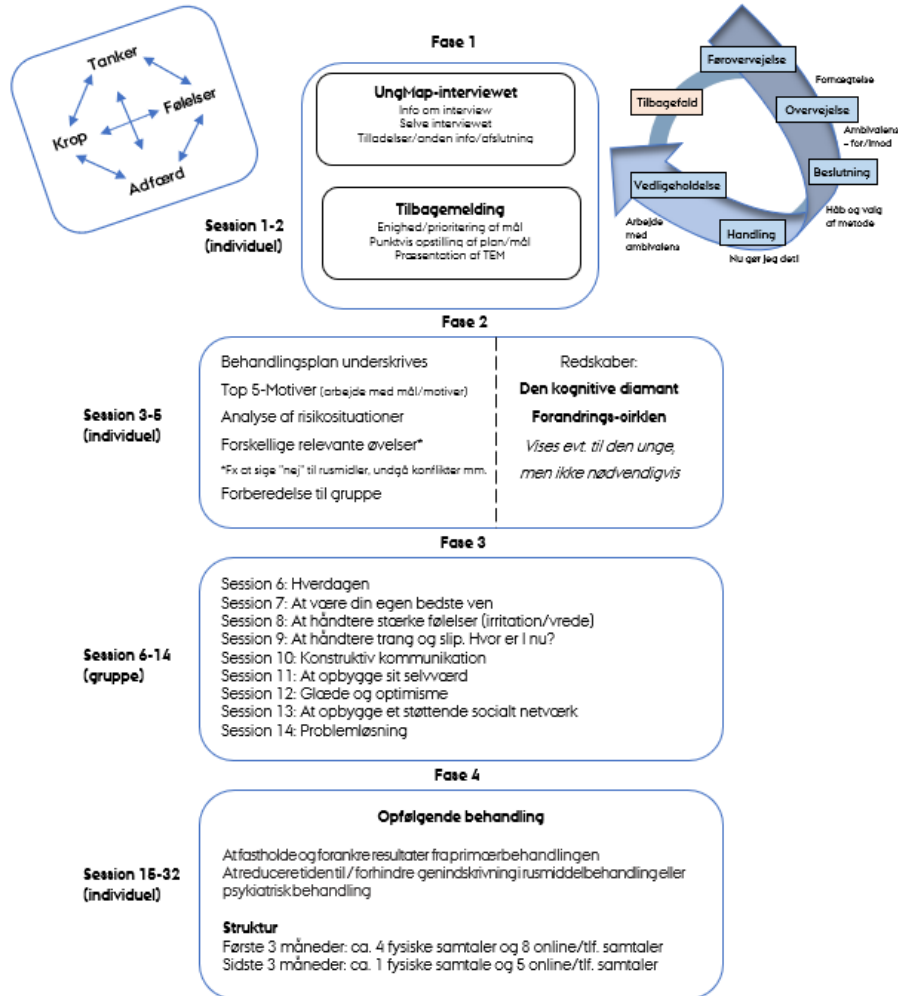 Tanker
Følelser
Krop
Adfærd
Session 1-2
(individuel)
Fase 1
UngMap-interviewet
Info om interview
Selve interviewet
Tilladelser/anden info/afslutning
Tilbagemelding
Enighed/prioritering af mål
Punktvis opstilling af plan/mål
Præsentation af TEM
Førovervejelse
Fornægtelse
Tilbagefald
Overvejelse
Ambivalens
– for/imod
Beslutning
Vedligeholdelse
Håb og valg
af metode
Arbejde
med
ambivalens
Handling
Nu gør jeg det!
Fase 2
Session 3-5
(individuel)
Behandlingsplan underskrives
Top 5-Motiver (arbejde med mål/motiver)
Analyse af risikosituationer
Forskellige relevante øvelser*
*Fx at sige "nej" til rusmidler, undgå konflikter mm.
Forberedelse til gruppe
Redskaber:
Den kognitive diamant
Forandrings-cirklen
Vises evt. til den unge,
men ikke nødvendigvis
Fase 3
Session 6-14
(gruppe)
Session 6: Hverdagen
Session 7: At være din egen bedste ven
Session 8: At håndtere stærke følelser (irritation/vrede)
Session 9: At håndtere trang og slip. Hvor er I nu?
Session 10: Konstruktiv kommunikation
Session 11: At opbygge sit selvværd
Session 12: Glæde og optimisme
Session 13: At opbygge et støttende socialt netværk
Session 14: Problemløsning
Fase 4
Session 15-32
(individuel)
Opfølgende behandling
At fastholde og forankre resultater fra primærbehandlingen
At reducere tiden til / forhindre genindskrivning i rusmiddelbehandling eller
psykiatrisk behandling
Struktur
Første 3 måneder: ca. 4 fysiske samtaler og 8 online/tlf. samtaler
Sidste 3 måneder: ca. 1 fysiske samtale og 5 online/tlf. samtaler